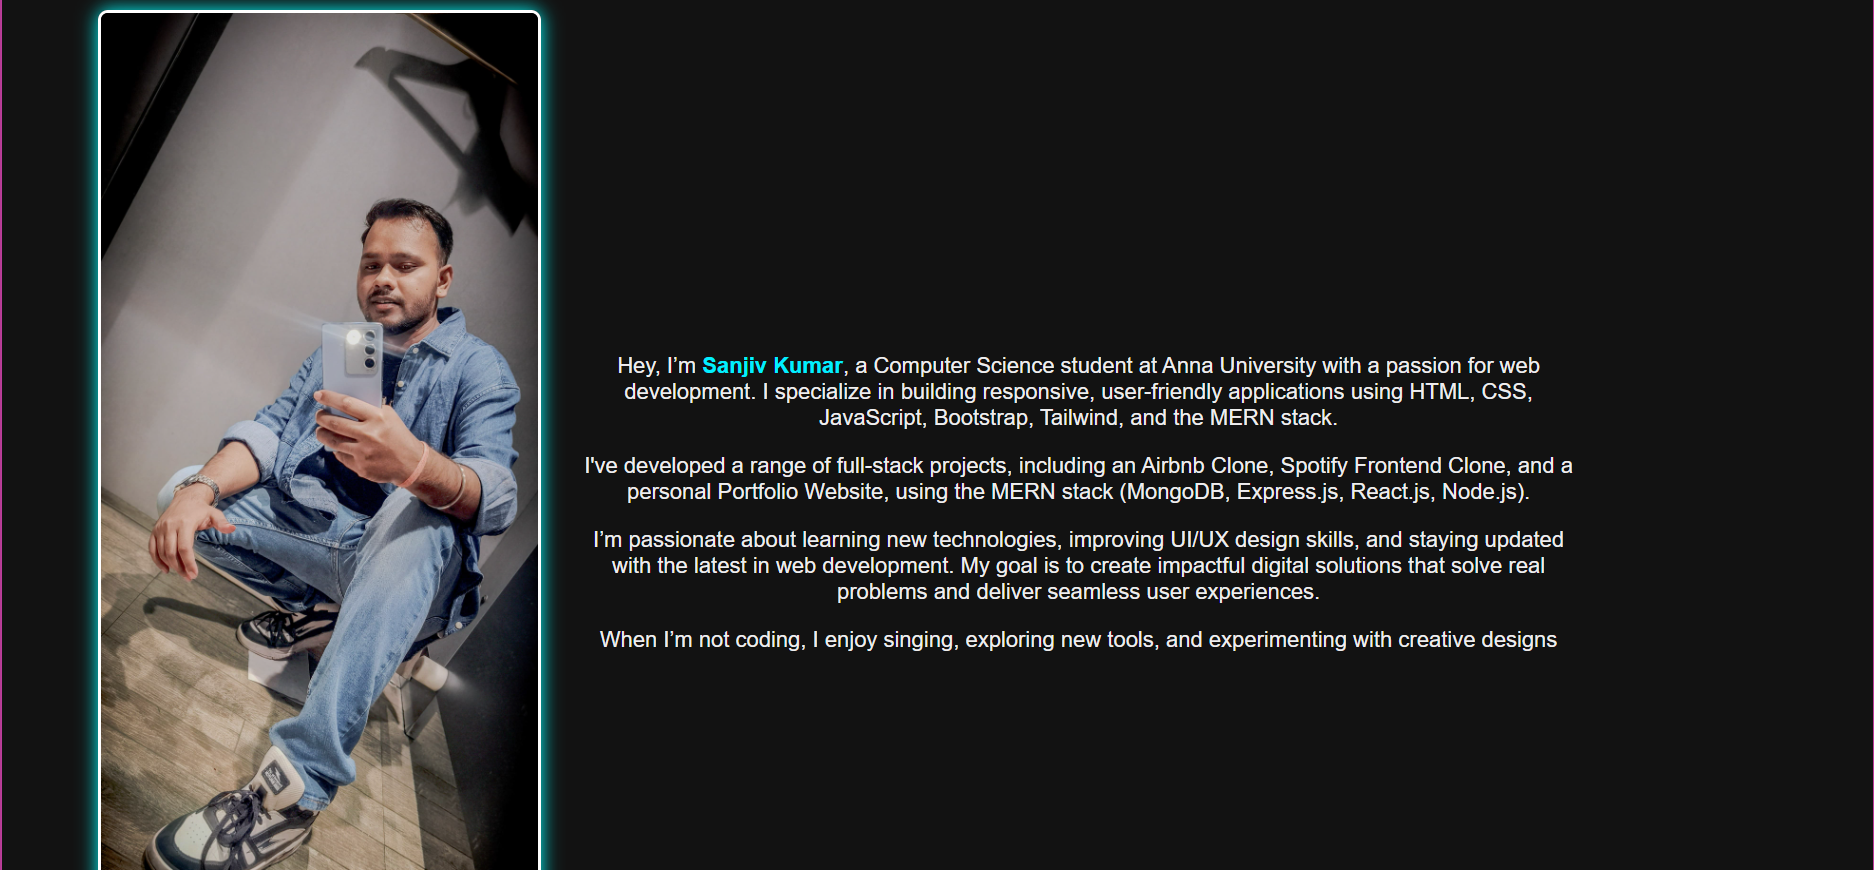 Hey, I’m Sanjiv Kumar, a Computer Science student at Anna University with a passion for web
development. I specialize in building responsive, user-friendly applications using HTML, CSS,
JavaScript, Bootstrap, Tailwind, and the MERN stack.
I've developed a range of full-stack projects, including an Airbnb Clone, Spotify Frontend Clone, and a
personal Portfolio Website, using the MERN stack (MongoDB, Express.js, React.js, Node.js).
I’m passionate about learning new technologies, improving UI/UX design skills, and staying updated
with the latest in web development. My goal is to create impactful digital solutions that solve real
problems and deliver seamless user experiences.
When I’m not coding, I enjoy singing, exploring new tools, and experimenting with creative designs